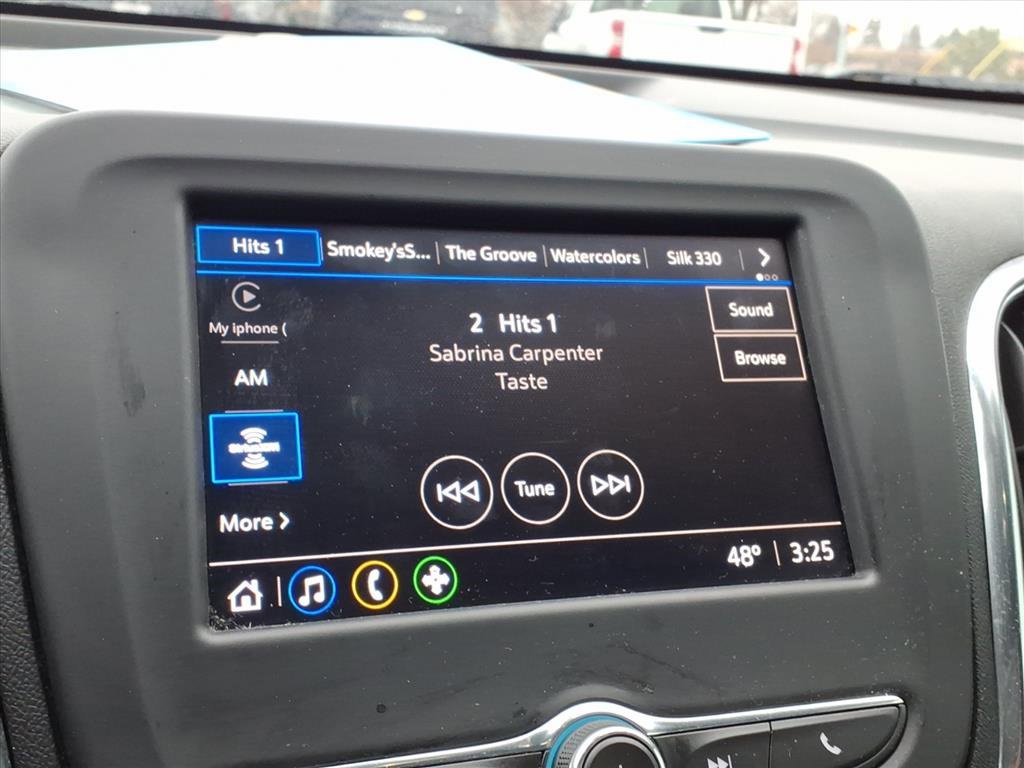 Hits 1
Smokey'sS...
The Groove
Watercolors
Silk 330
My iphone (
2 Hits 1
Sound
Sabrina Carpenter
Browse
AM
Taste
SiriusXM
Tune
More
48° 3:25